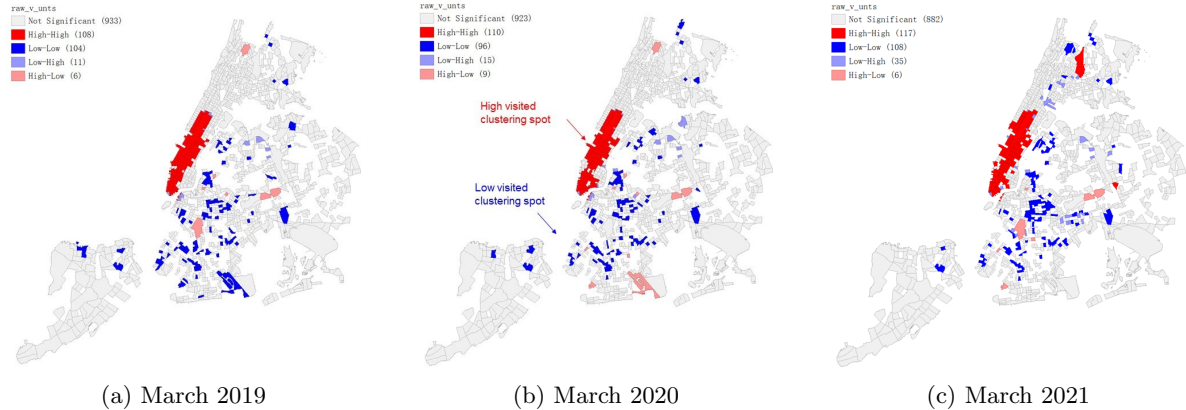 raw_v_unts
Not Significant (933)
High-High (108)
Low-Low (104)
Low-High (11)
High-Low (6)
raw_v_unts
Not Significant (923)
High-High (110)
Low-Low (96)
Low-High (15)
High-Low (9)
High visited
clustering spot
Low visited
clustering spot
raw_v_unts
Not Significant (882)
High-High (117)
Low-Low (108)
Low-High (35)
High-Low (6)
(a) March 2019
(b) March 2020
(c) March 2021